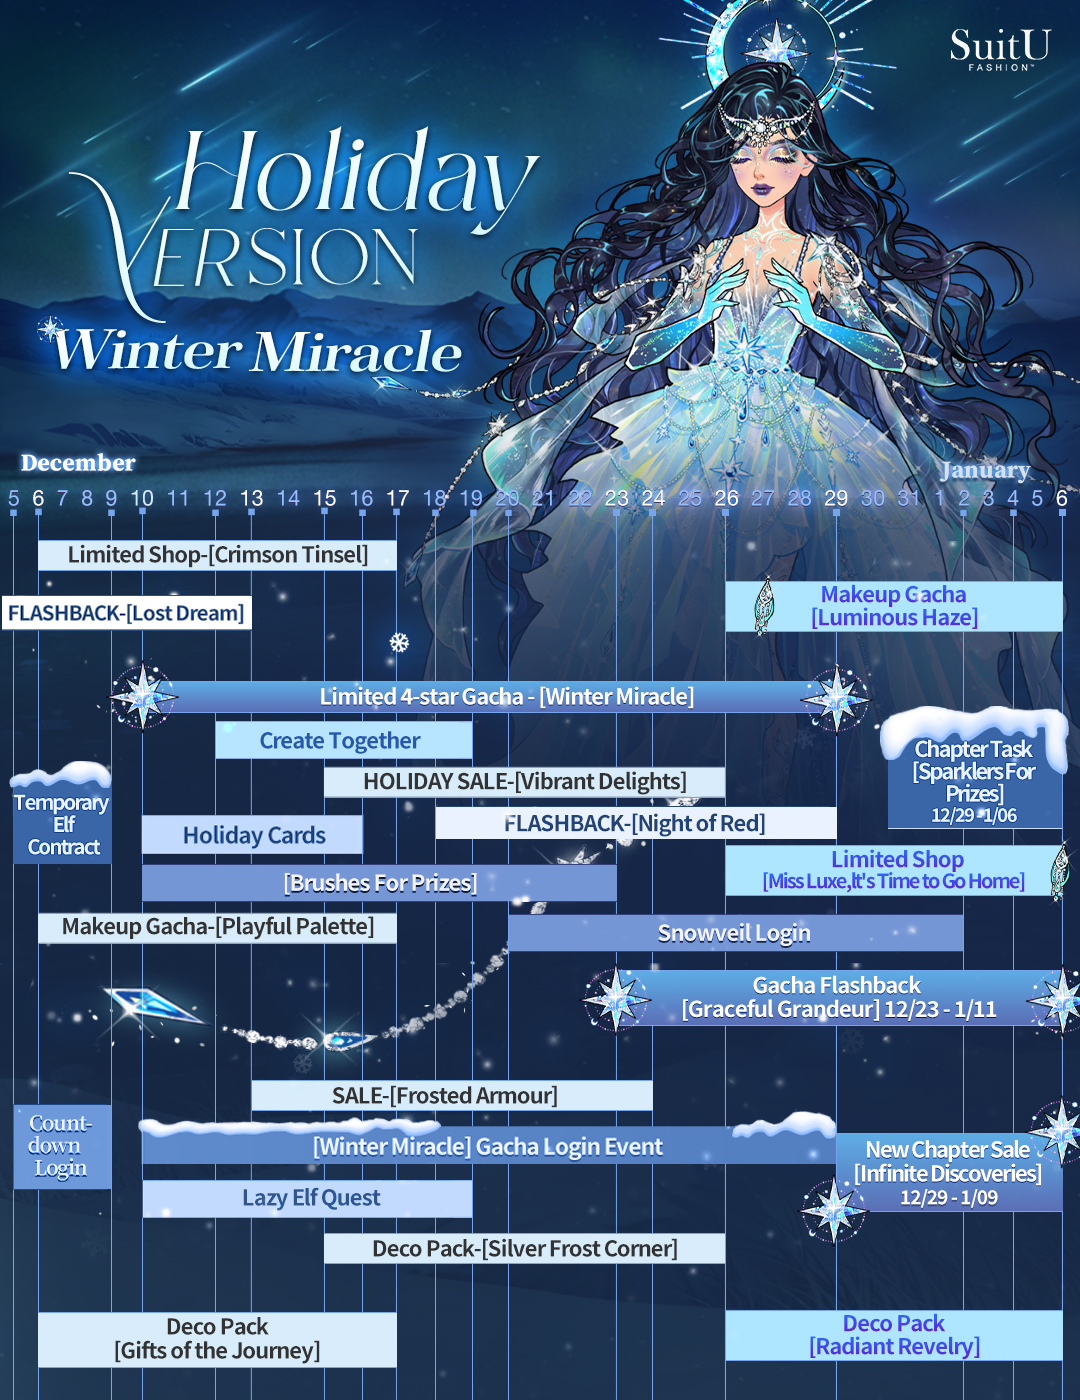 SuitU
FASHION™
Holiday
VERSION
Winter Miracle
December
January
5 6 7 8 9 10 11 12 13 14 15 16 17 18 19 20 21 22 23 24 25 26 27 28 29 30 31 1 2 3 4 5 6
Limited Shop-[Crimson Tinsel]
FLASHBACK-[Lost Dream]
Makeup Gacha
[Luminous Haze]
Limited 4-star Gacha - [Winter Miracle]
Create Together
Chapter Task
[Sparklers For
Prizes]
12/29 - 1/06
HOLIDAY SALE-[Vibrant Delights]
Temporary
Elf
Contract
FLASHBACK-[Night of Red]
Holiday Cards
Limited Shop
[Miss Luxe,It's Time to Go Home]
[Brushes For Prizes]
Makeup Gacha-[Playful Palette]
Snowveil Login
Gacha Flashback
[Graceful Grandeur] 12/23 - 1/11
SALE-[Frosted Armour]
Count-
down
Login
[Winter Miracle] Gacha Login Event
New Chapter Sale
[Infinite Discoveries]
12/29 - 1/09
Lazy Elf Quest
Deco Pack-[Silver Frost Corner]
Deco Pack
[Gifts of the Journey]
Deco Pack
[Radiant Revelry]